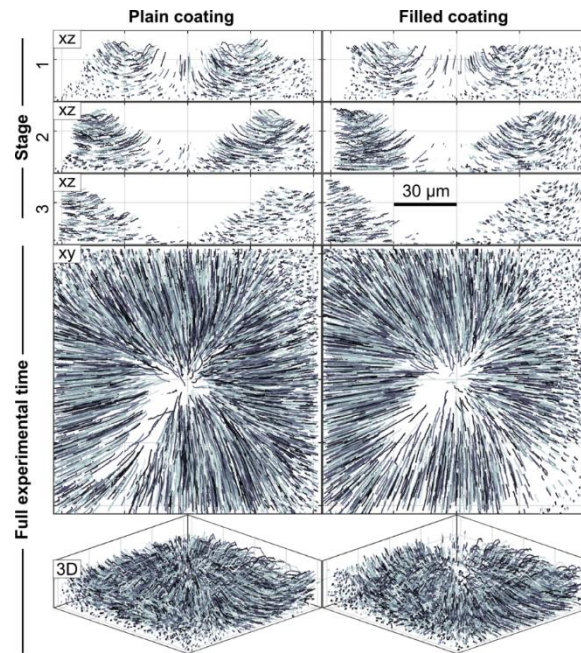 Plain coating
Filled coating
Stage
1
xz
2
xz
3
xz
30 µm
Full experimental time
xy
3D